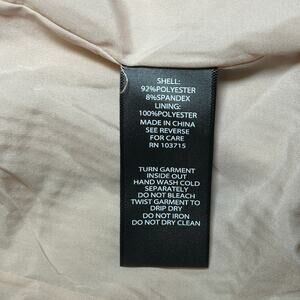 SHELL:
92%POLYESTER
8%SPANDEX
LINING:
100%POLYESTER
MADE IN CHINA
SEE REVERSE
FOR CARE
RN 103715
TURN GARMENT
INSIDE OUT
HAND WASH COLD
SEPARATELY
DO NOT BLEACH
TWIST GARMENT TO
DRIP DRY
DO NOT IRON
DO NOT DRY CLEAN